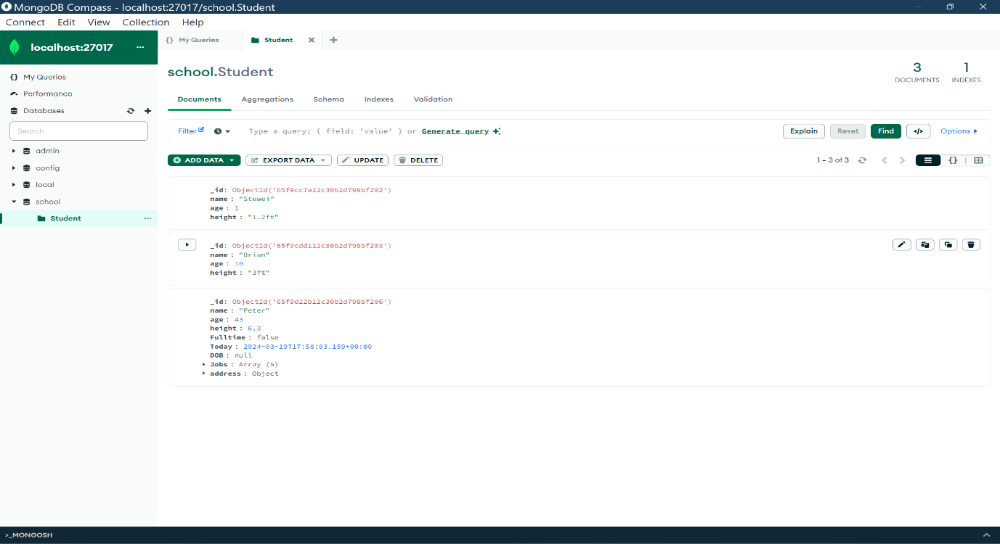 MongoDB Compass - localhost:27017/school.Student
Connect Edit View Collection Help
localhost:27017 ...
{} My Queries
Student
school.Student
3
DOCUMENTS
1
INDEXES
My Queries
Performance
Databases
Search
admin
config
local
school
Student ...
Documents Aggregations Schema Indexes Validation
Filter
Type a query: { field: 'value' } or Generate query
Explain Reset Find </> Options
ADD DATA EXPORT DATA UPDATE DELETE
1 – 3 of 3
{}
_id: ObjectId('65f9cc7a12c30b2d798bf202')
name : "Stewei"
age : 1
height : "1.2ft"
_id: ObjectId('65f9cdd112c30b2d798bf203')
name : "Brian"
age : 10
height : "3ft"
_id: ObjectId('65f9d22b12c30b2d798bf206')
name : "Peter"
age : 43
height : 6.3
Fulltime : false
Today : 2024-03-19T17:58:03.159+00:00
DOB : null
Jobs : Array (5)
address : Object
>_MONGOSH